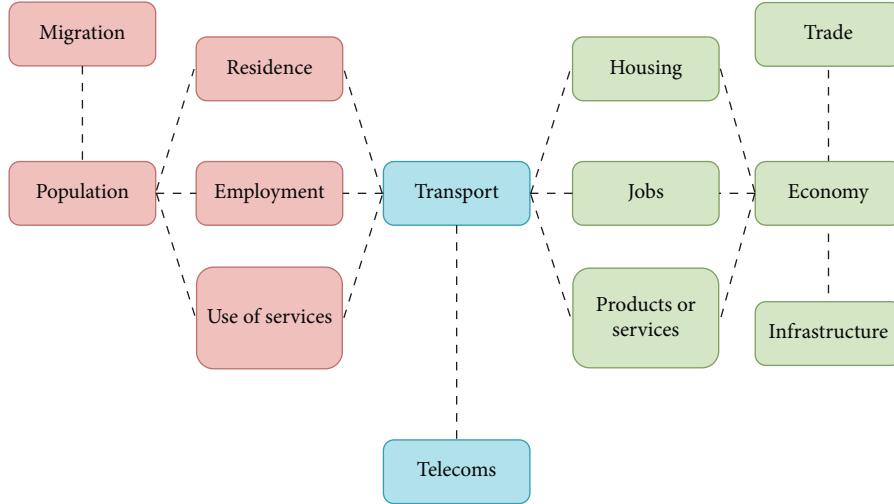 Migration
Trade
Residence
Housing
Population
Employment
Transport
Jobs
Economy
Use of services
Products or
services
Infrastructure
Telecoms